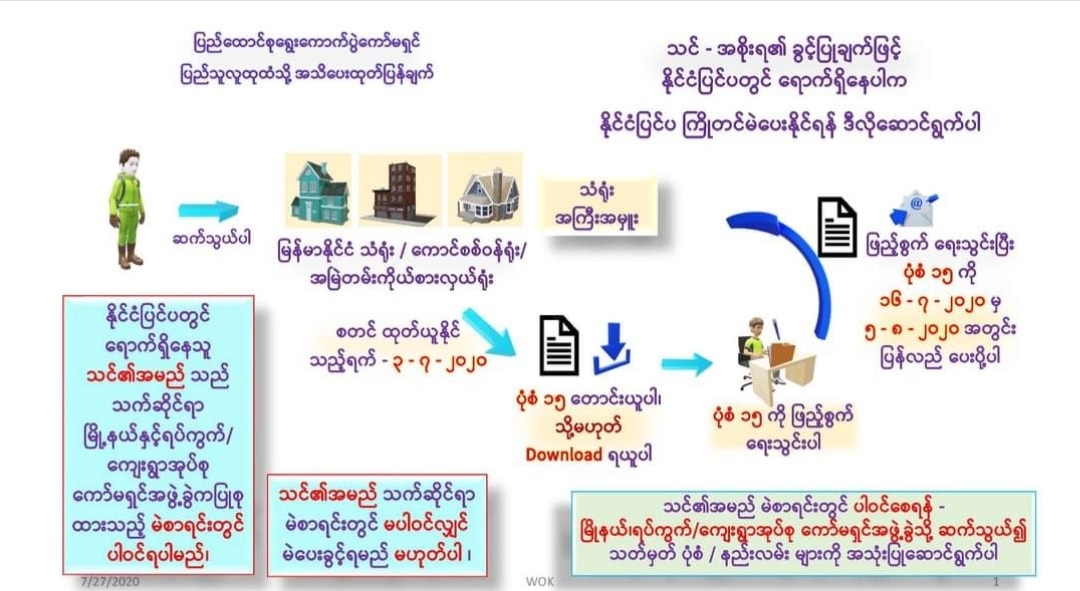 ပြည်ထောင်စုရွေးကောက်ပွဲကော်မရှင်
ပြည်သူလူထုထံသို့ အသိပေးထုတ်ပြန်ချက်
သင် - အစိုးရ၏ ခွင့်ပြုချက်ဖြင့်
နိုင်ငံပြင်ပတွင် ရောက်ရှိနေပါက
နိုင်ငံပြင်ပ ကြိုတင်မဲပေးနိုင်ရန် ဒီလိုဆောင်ရွက်ပါ
ဆက်သွယ်ပါ
မြန်မာနိုင်ငံ သံရုံး / ကောင်စစ်ဝန်ရုံး/
အမြဲတမ်းကိုယ်စားလှယ်ရုံး
သံရုံး
အကြီးအမှူး
စတင် ထုတ်ယူနိုင်
သည့်ရက် - ၃ - ၇ - ၂၀၂၀
ပုံစံ ၁၅ တောင်းယူပါ၊
သို့မဟုတ်
Download ရယူပါ
ပုံစံ ၁၅ ကို ဖြည့်စွက်
ရေးသွင်းပါ
@
ဖြည့်စွက် ရေးသွင်းပြီး
ပုံစံ ၁၅ ကို
၁၆ - ၇ - ၂၀၂၀ မှ
၅ - ၈ - ၂၀၂၀ အတွင်း
ပြန်လည် ပေးပို့ပါ
နိုင်ငံပြင်ပတွင်
ရောက်ရှိနေသူ
သင်၏အမည် သည်
သက်ဆိုင်ရာ
မြို့နယ်နှင့်ရပ်ကွက်/
ကျေးရွာအုပ်စု
ကော်မရှင်အဖွဲ့ခွဲကပြုစု
ထားသည့် မဲစာရင်းတွင်
ပါဝင်ရပါမည်၊
သင်၏အမည် သက်ဆိုင်ရာ
မဲစာရင်းတွင် မပါဝင်လျှင်
မဲပေးခွင့်ရမည် မဟုတ်ပါ ၊
သင်၏အမည် မဲစာရင်းတွင် ပါဝင်စေရန် -
မြို့နယ်၊ရပ်ကွက်/ကျေးရွာအုပ်စု ကော်မရှင်အဖွဲ့ခွဲသို့ ဆက်သွယ်၍
သတ်မှတ် ပုံစံ / နည်းလမ်း များကို အသုံးပြုဆောင်ရွက်ပါ
7/27/2020
WOK
1